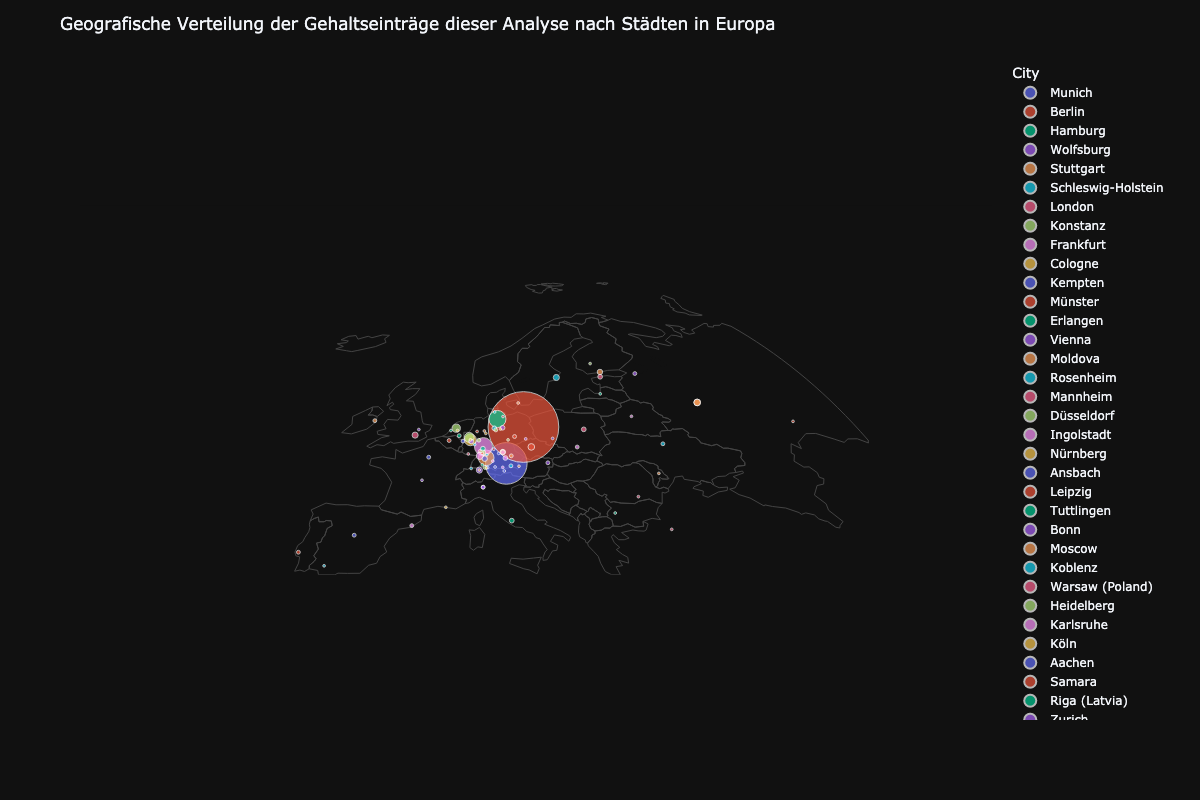 Geografische Verteilung der Gehaltseinträge dieser Analyse nach Städten in Europa
City
Munich
Berlin
Hamburg
Wolfsburg
Stuttgart
Schleswig-Holstein
London
Konstanz
Frankfurt
Cologne
Kempten
Münster
Erlangen
Vienna
Moldova
Rosenheim
Mannheim
Düsseldorf
Ingolstadt
Nürnberg
Ansbach
Leipzig
Tuttlingen
Bonn
Moscow
Koblenz
Warsaw (Poland)
Heidelberg
Karlsruhe
Köln
Aachen
Samara
Riga (Latvia)
Zurich